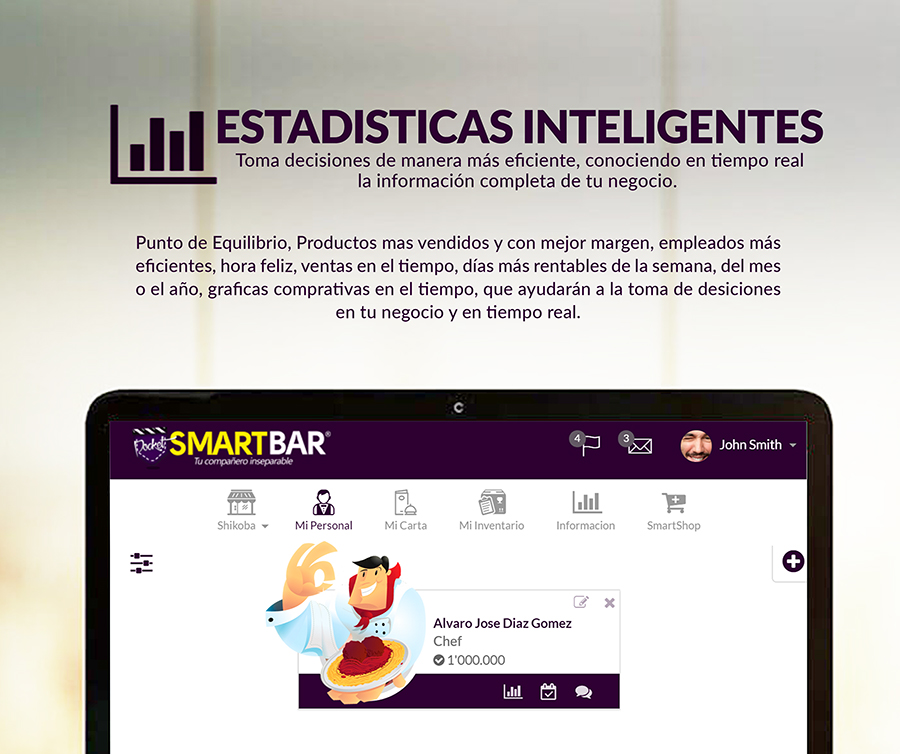 ESTADISTICAS INTELIGENTES
Toma decisiones de manera más eficiente, conociendo en tiempo real
la información completa de tu negocio.
Punto de Equilibrio, Productos mas vendidos y con mejor margen, empleados más
eficientes, hora feliz, ventas en el tiempo, días más rentables de la semana, del mes
o el año, graficas comprativas en el tiempo, que ayudarán a la toma de desiciones
en tu negocio y en tiempo real.
Pocket SMARTBAR®
Tu compañero inseparable
4 3 John Smith
Shikoba Mi Personal Mi Carta Mi Inventario Informacion SmartShop
Alvaro Jose Diaz Gomez
Chef
1'000.000